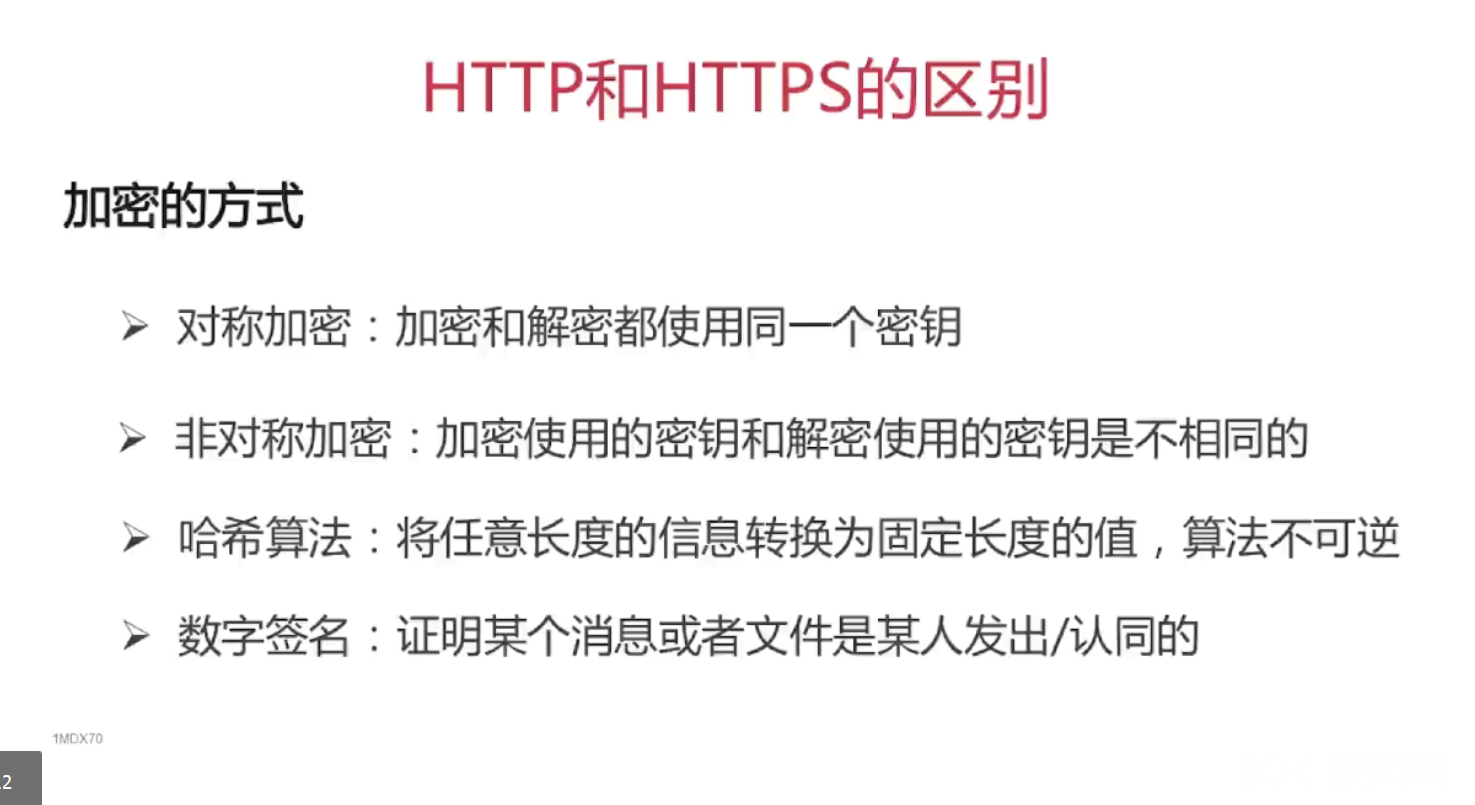 HTTP和HTTPS的区别
加密的方式
➢ 对称加密：加密和解密都使用同一个密钥
➢ 非对称加密：加密使用的密钥和解密使用的密钥是不相同的
➢ 哈希算法：将任意长度的信息转换为固定长度的值，算法不可逆
➢ 数字签名：证明某个消息或者文件是某人发出/认同的
1MDX70
.2